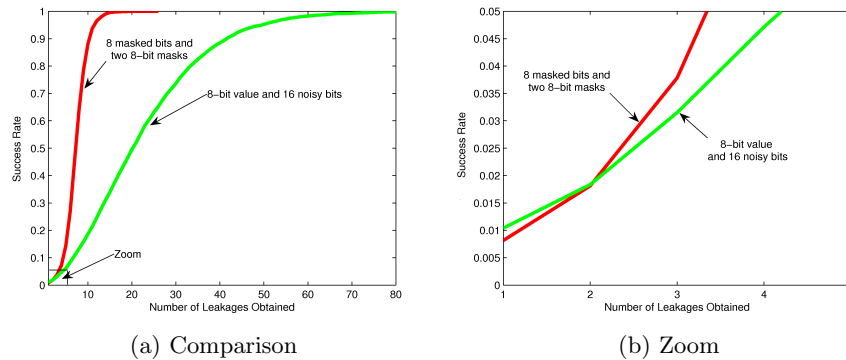 1
0.9
0.8
0.7
0.6
0.5
0.4
0.3
0.2
0.1
0
Success Rate
8 masked bits and
two 8-bit masks
8-bit value and 16 noisy bits
Zoom
10 20 30 40 50 60 70 80
Number of Leakages Obtained
(a) Comparison
0.05
0.045
0.04
0.035
0.03
0.025
0.02
0.015
0.01
0.005
0
Success Rate
8 masked bits and
two 8-bit masks
8-bit value
and 16 noisy bits
1 2 3 4
Number of Leakages Obtained
(b) Zoom